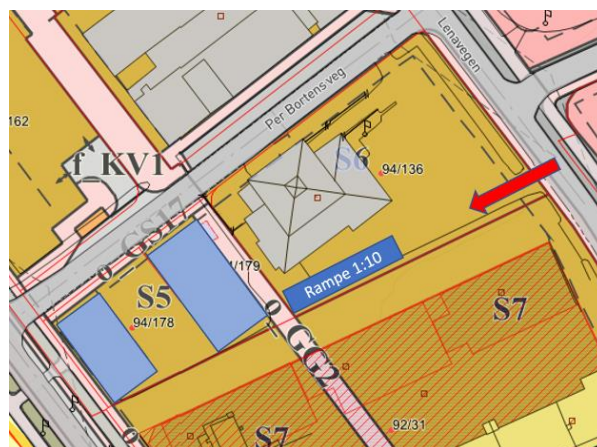 Lenavegen
Per Bortens veg
162
f_KV1
S6
94/136
o_GS17
/179
Rampe 1:10
S5
94/178
o_GG2
S7
S7
92/31